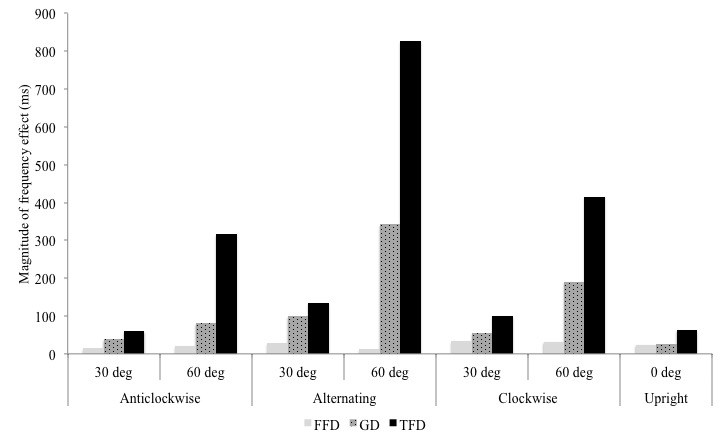 900
800
700
600
500
400
300
200
100
0
Magnitude of frequency effect (ms)
30 deg 60 deg 30 deg 60 deg 30 deg 60 deg 0 deg
Anticlockwise Alternating Clockwise Upright
FFD GD TFD